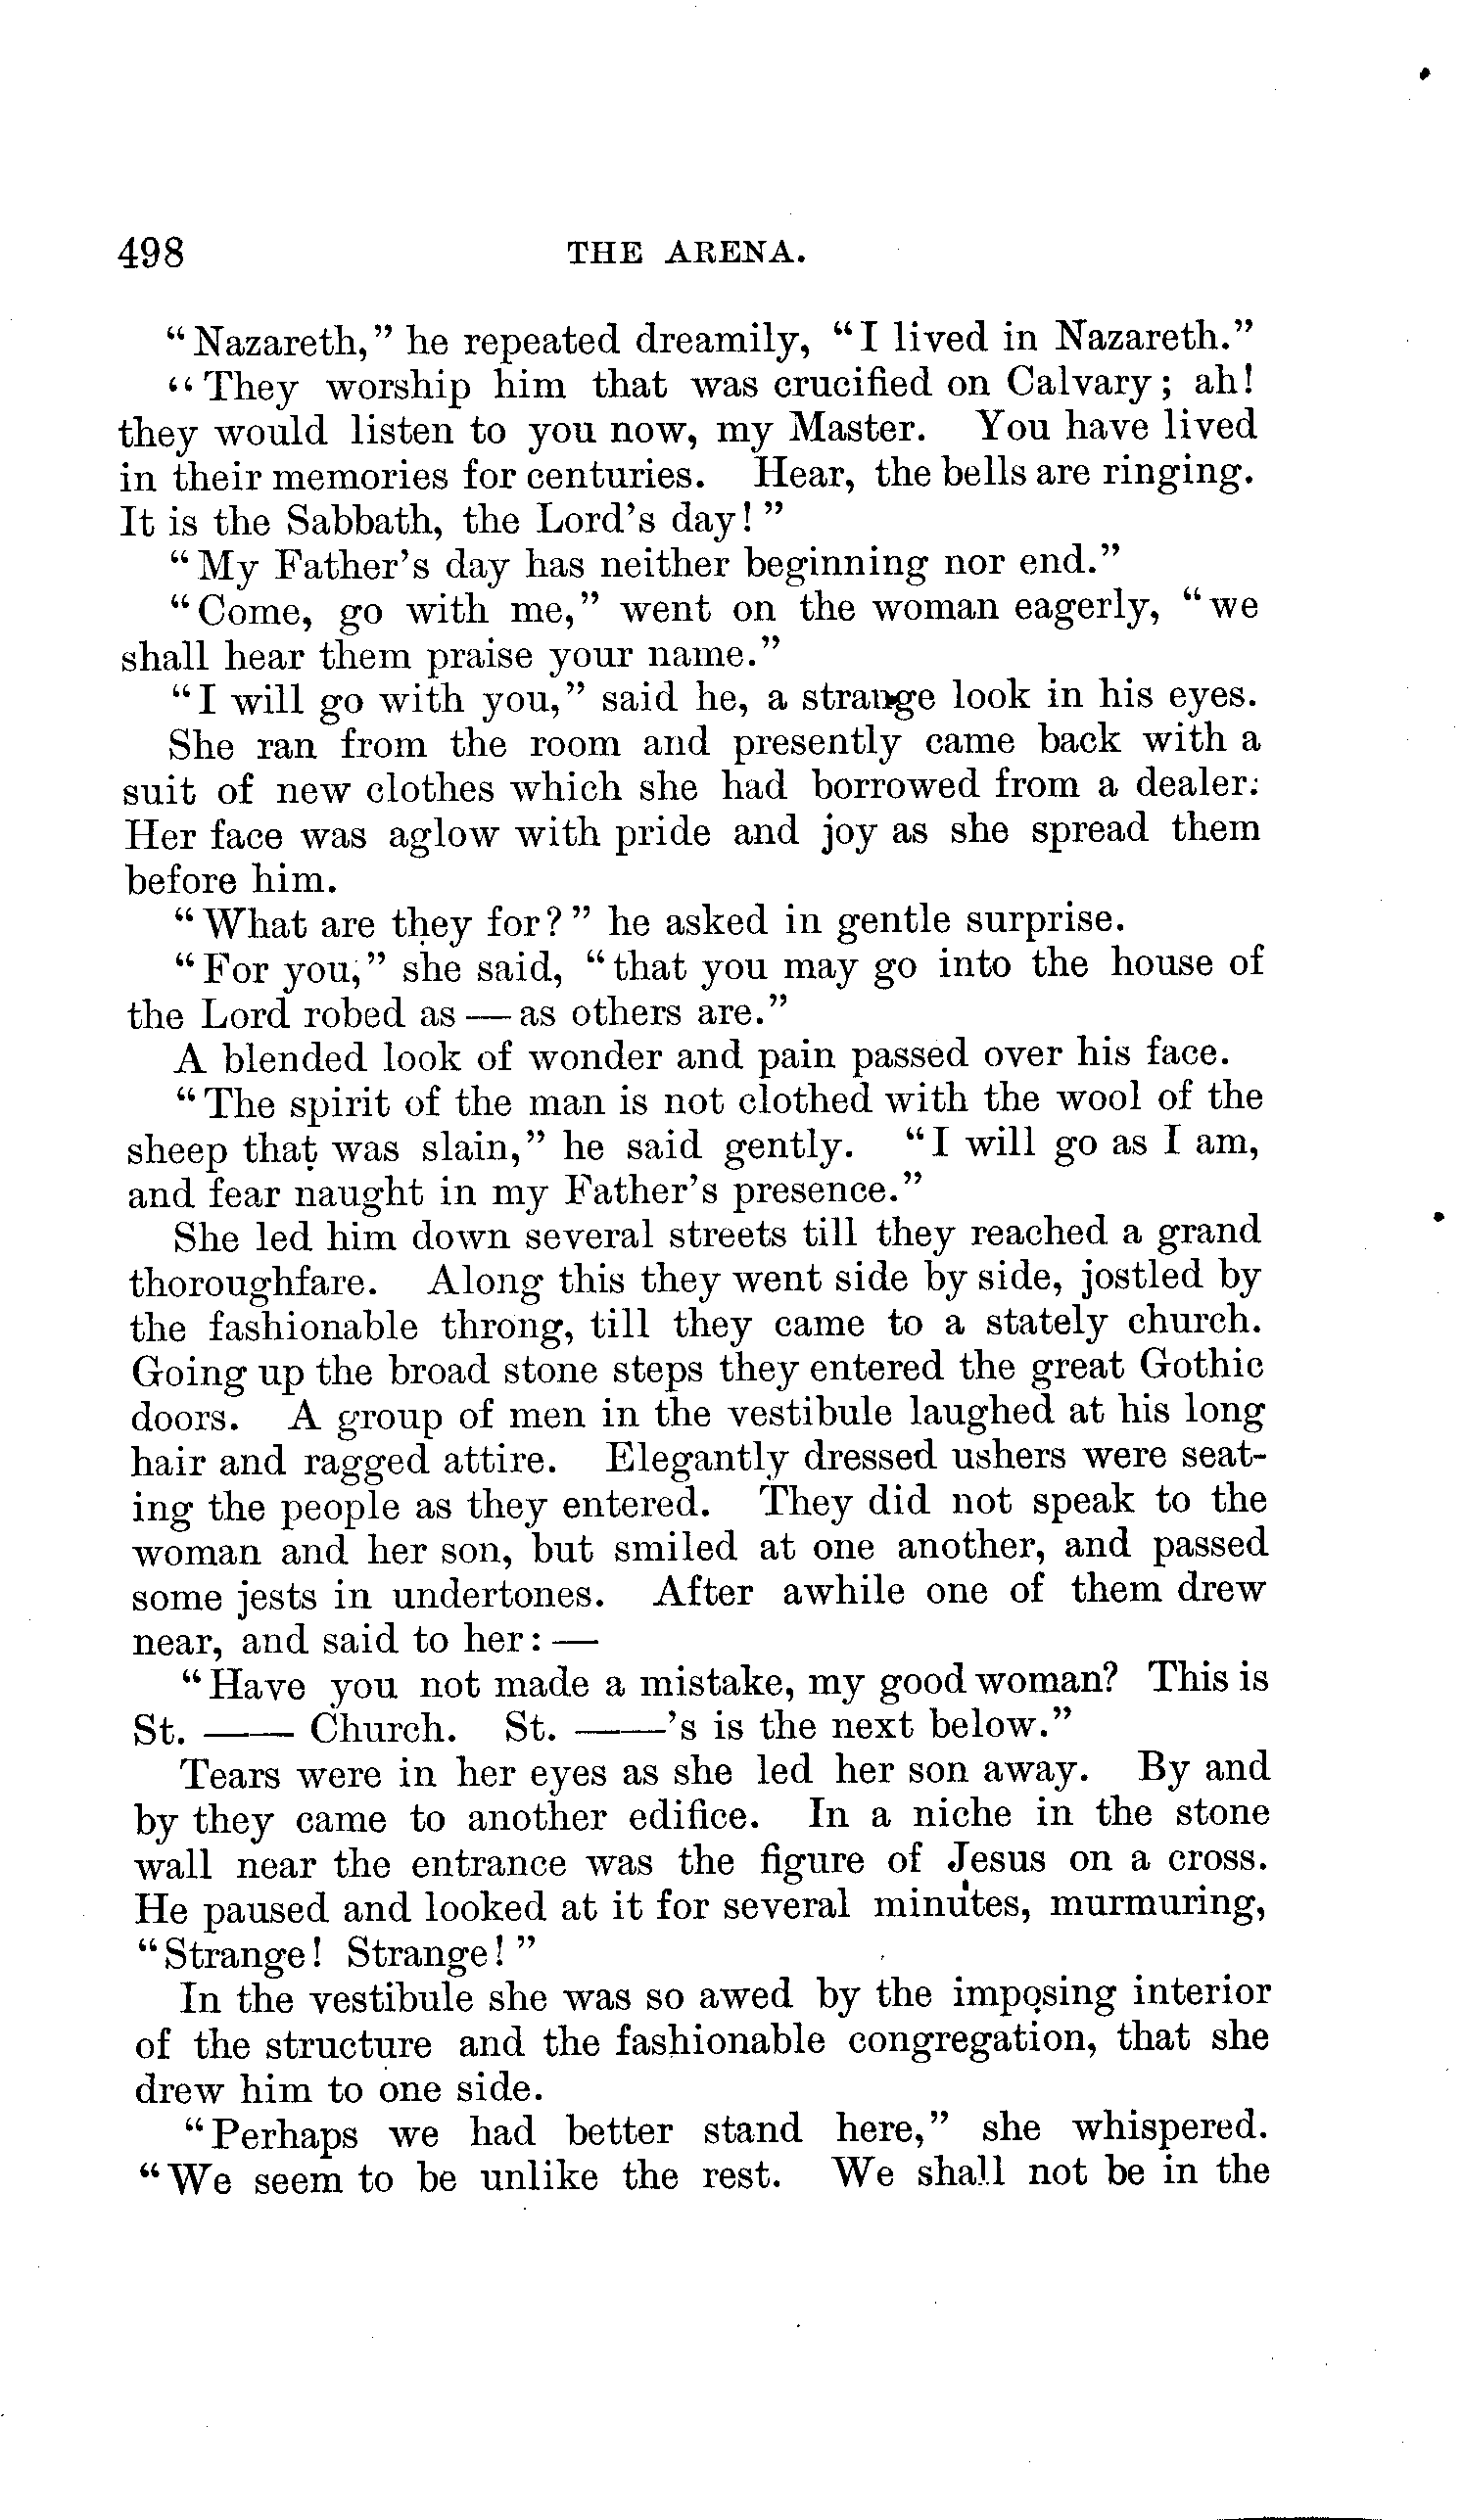 498 THE ARENA.
"Nazareth," he repeated dreamily, "I lived in Nazareth."
"They worship him that was crucified on Calvary; ah!
they would listen to you now, my Master. You have lived
in their memories for centuries. Hear, the bells are ringing.
It is the Sabbath, the Lord's day!"
"My Father's day has neither beginning nor end."
"Come, go with me," went on the woman eagerly, "we
shall hear them praise your name."
"I will go with you," said he, a strange look in his eyes.
She ran from the room and presently came back with a
suit of new clothes which she had borrowed from a dealer.
Her face was aglow with pride and joy as she spread them
before him.
"What are they for?" he asked in gentle surprise.
"For you," she said, "that you may go into the house of
the Lord robed as — as others are."
A blended look of wonder and pain passed over his face.
"The spirit of the man is not clothed with the wool of the
sheep that was slain," he said gently. "I will go as I am,
and fear naught in my Father's presence."
She led him down several streets till they reached a grand
thoroughfare. Along this they went side by side, jostled by
the fashionable throng, till they came to a stately church.
Going up the broad stone steps they entered the great Gothic
doors. A group of men in the vestibule laughed at his long
hair and ragged attire. Elegantly dressed ushers were seat-
ing the people as they entered. They did not speak to the
woman and her son, but smiled at one another, and passed
some jests in undertones. After awhile one of them drew
near, and said to her: —
"Have you not made a mistake, my good woman? This is
St. —— Church. St. ——'s is the next below."
Tears were in her eyes as she led her son away. By and
by they came to another edifice. In a niche in the stone
wall near the entrance was the figure of Jesus on a cross.
He paused and looked at it for several minutes, murmuring,
"Strange! Strange!"
In the vestibule she was so awed by the imposing interior
of the structure and the fashionable congregation, that she
drew him to one side.
"Perhaps we had better stand here," she whispered.
"We seem to be unlike the rest. We shall not be in the